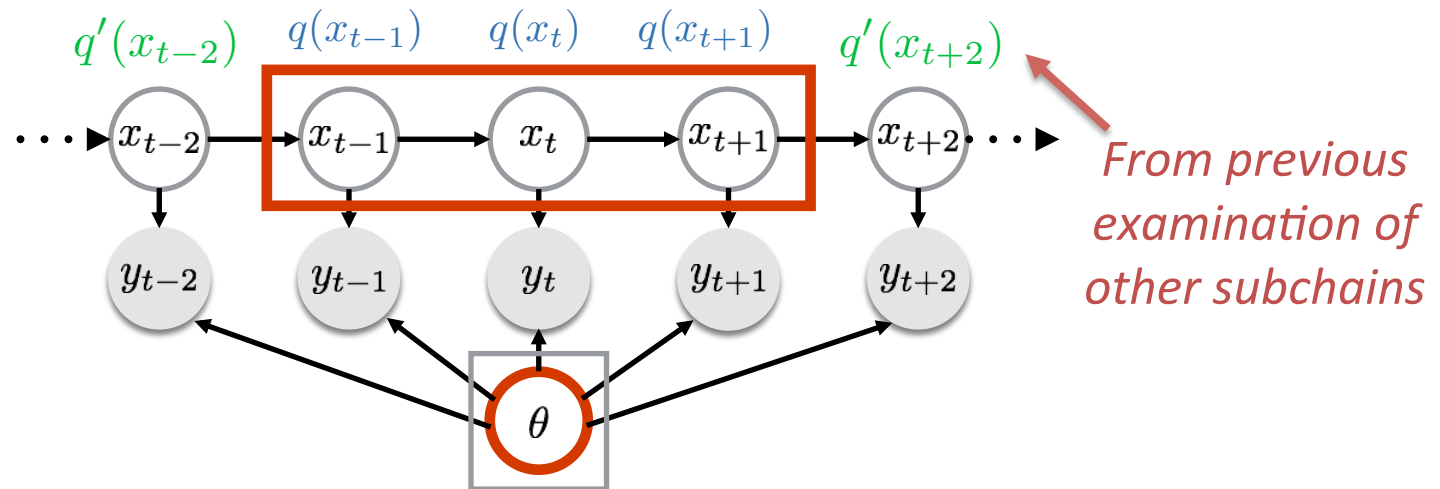 q′(x_{t−2}) q(x_{t−1}) q(x_t) q(x_{t+1}) q′(x_{t+2})
x_{t−2} x_{t−1} x_t x_{t+1} x_{t+2}
From previous
examination of
other subchains
y_{t−2} y_{t−1} y_t y_{t+1} y_{t+2}
θ